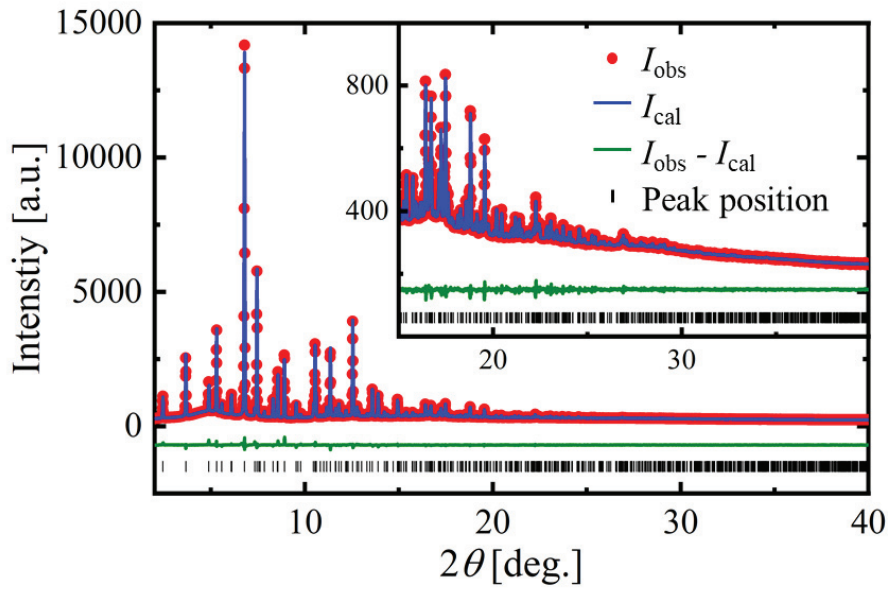 15000
10000
5000
0
Intenstiy [a.u.]
10
20
30
40
2θ [deg.]
800
400
20
30
I_obs
I_cal
I_obs - I_cal
Peak position